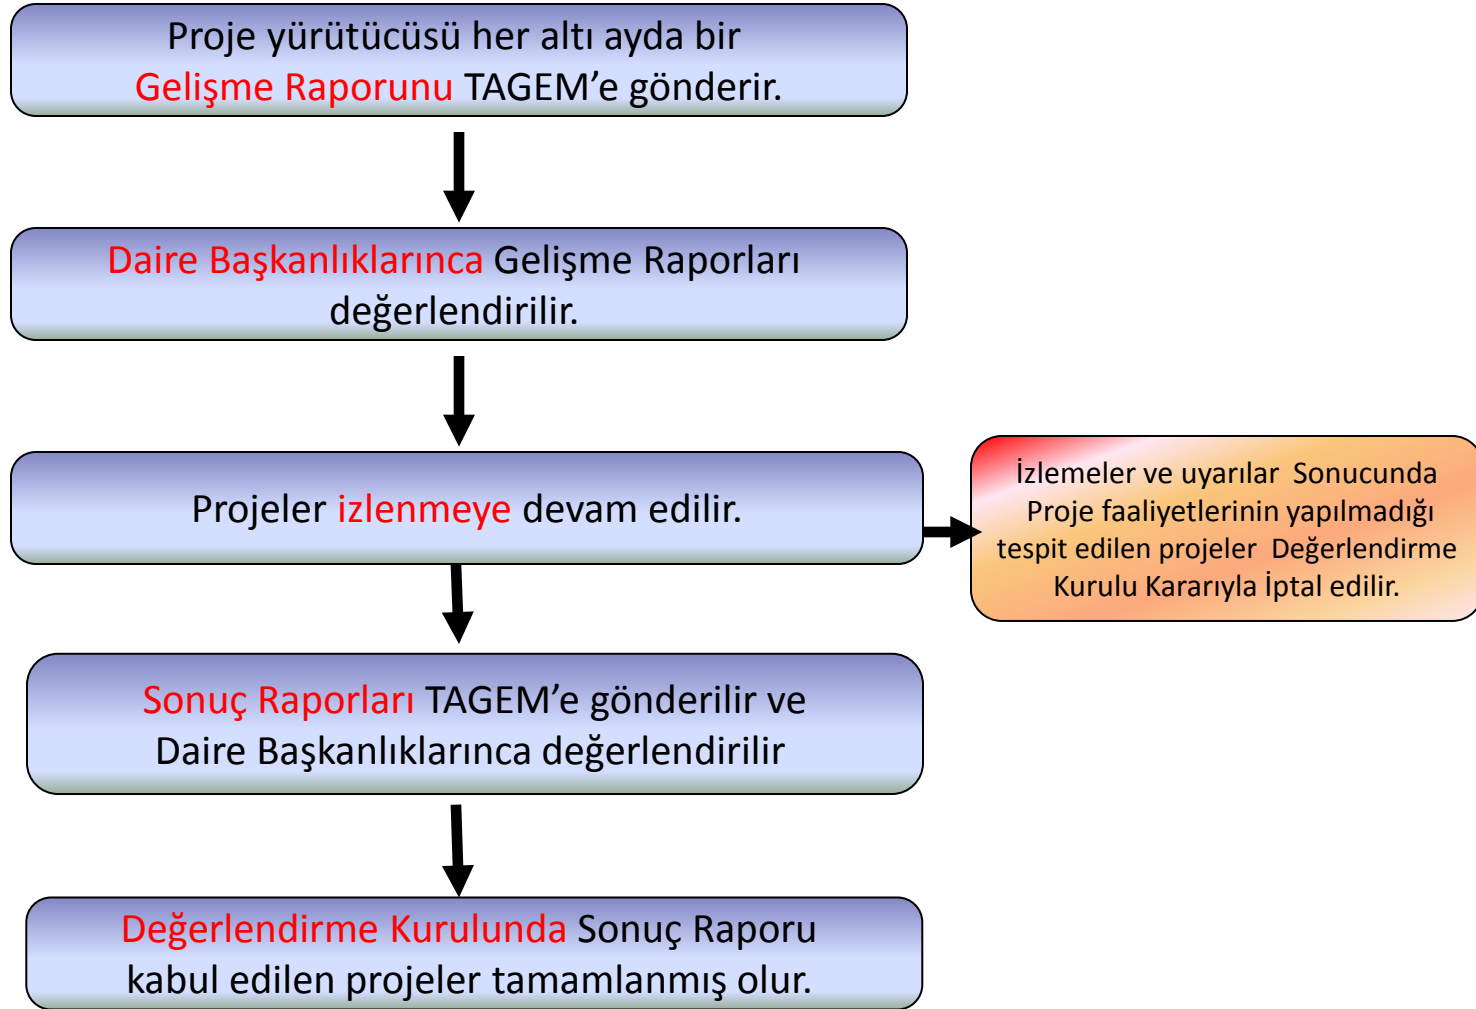 Proje yürütücüsü her altı ayda bir
Gelişme Raporunu TAGEM’e gönderir.
Daire Başkanlıklarınca Gelişme Raporları
değerlendirilir.
Projeler izlenmeye devam edilir.
İzlemeler ve uyarılar Sonucunda
Proje faaliyetlerinin yapılmadığı
tespit edilen projeler Değerlendirme
Kurulu Kararıyla İptal edilir.
Sonuç Raporları TAGEM’e gönderilir ve
Daire Başkanlıklarınca değerlendirilir
Değerlendirme Kurulunda Sonuç Raporu
kabul edilen projeler tamamlanmış olur.